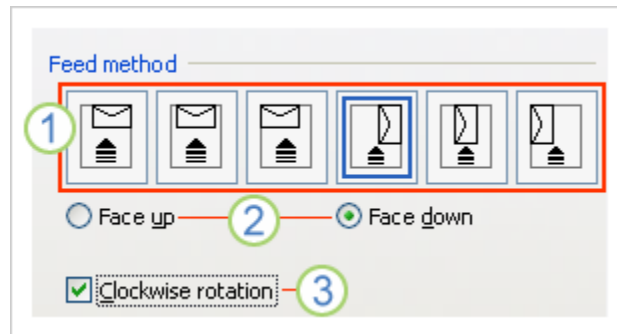 Feed method
1
Face up 2 Face down
Clockwise rotation 3